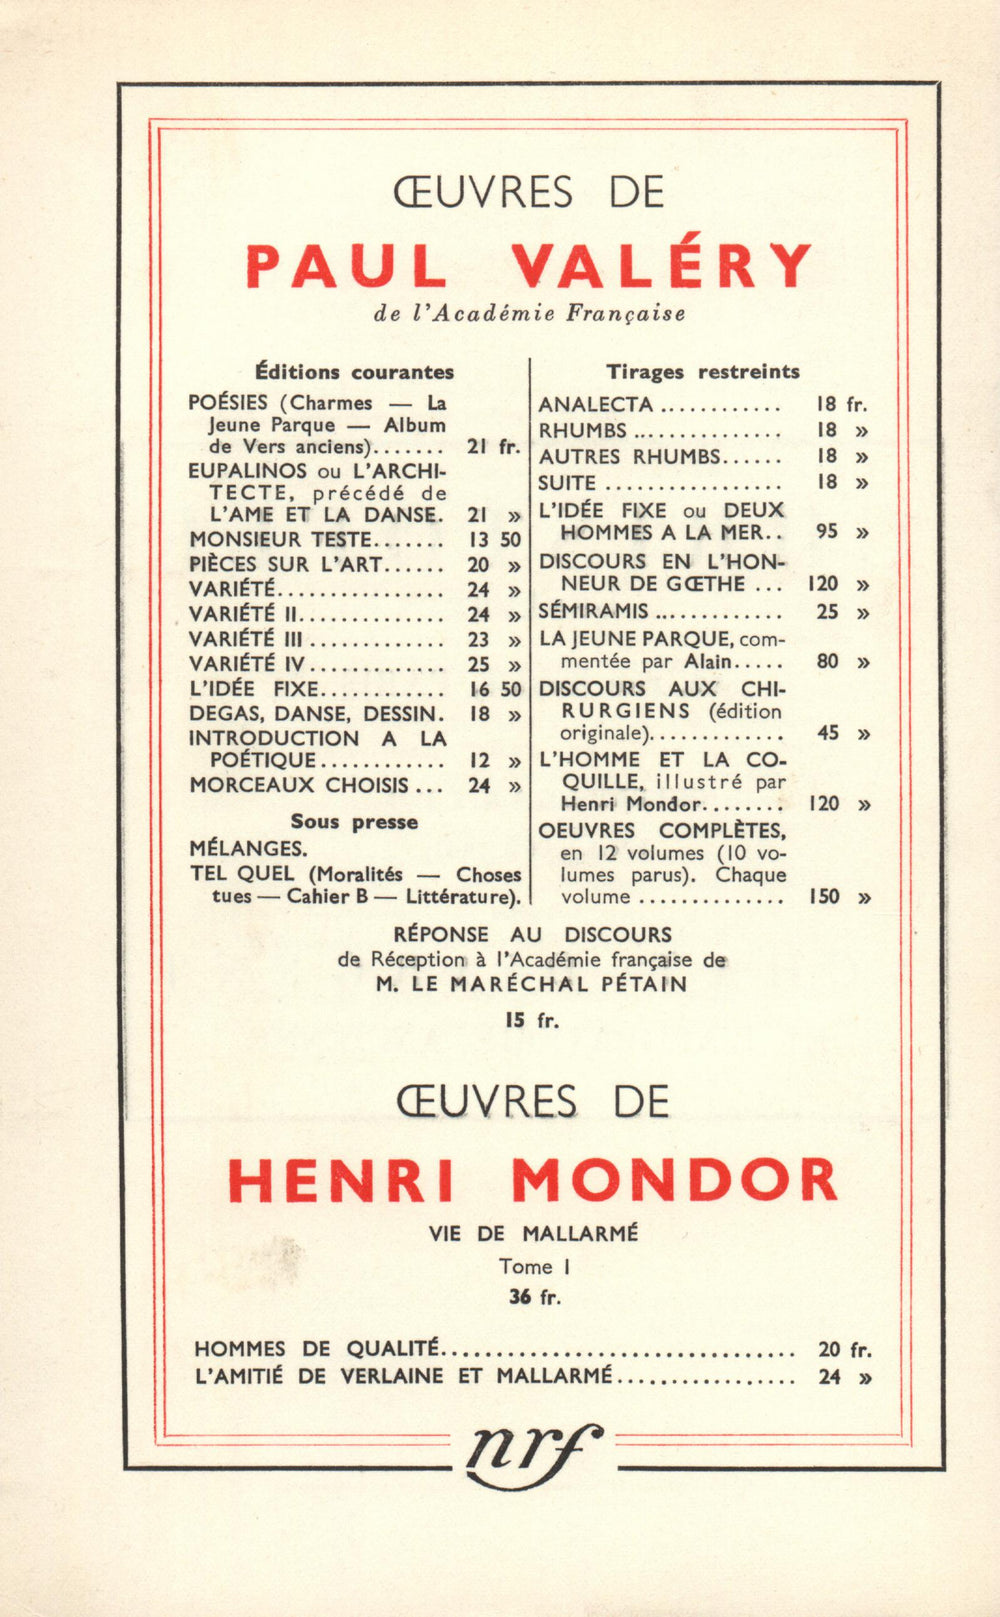 ŒUVRES DE
PAUL VALÉRY
de l'Académie Française
Éditions courantes
POÉSIES (Charmes — La
Jeune Parque — Album
de Vers anciens)....... 21 fr.
EUPALINOS ou L'ARCHI-
TECTE, précédé de
L'AME ET LA DANSE. 21 »
MONSIEUR TESTE....... 13 50
PIÈCES SUR L'ART...... 20 »
VARIÉTÉ................ 24 »
VARIÉTÉ II.............. 24 »
VARIÉTÉ III ............. 23 »
VARIÉTÉ IV............. 25 »
L'IDÉE FIXE............ 16 50
DEGAS, DANSE, DESSIN. 18 »
INTRODUCTION A LA
POÉTIQUE............ 12 »
MORCEAUX CHOISIS ... 24 »
Sous presse
MÉLANGES.
TEL QUEL (Moralités — Choses
tues — Cahier B — Littérature).
Tirages restreints
ANALECTA ............ 18 fr.
RHUMBS .............. 18 »
AUTRES RHUMBS...... 18 »
SUITE ................. 18 »
L'IDÉE FIXE ou DEUX
HOMMES A LA MER.. 95 »
DISCOURS EN L'HON-
NEUR DE GŒTHE ... 120 »
SÉMIRAMIS ............ 25 »
LA JEUNE PARQUE, com-
mentée par Alain..... 80 »
DISCOURS AUX CHI-
RURGIENS (édition
originale)............. 45 »
L'HOMME ET LA CO-
QUILLE, illustré par
Henri Mondor........ 120 »
OEUVRES COMPLÈTES,
en 12 volumes (10 vo-
lumes parus). Chaque
volume .............. 150 »
RÉPONSE AU DISCOURS
de Réception à l'Académie française de
M. LE MARÉCHAL PÉTAIN
15 fr.
ŒUVRES DE
HENRI MONDOR
VIE DE MALLARMÉ
Tome I
36 fr.
HOMMES DE QUALITÉ................................ 20 fr.
L'AMITIÉ DE VERLAINE ET MALLARMÉ................. 24 »
nrf